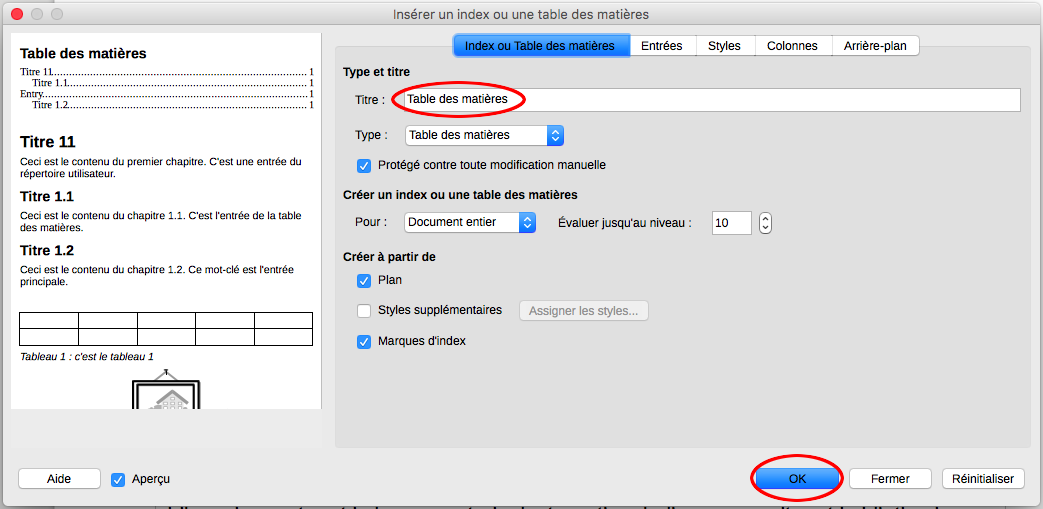 Insérer un index ou une table des matières
Table des matières
Titre 11 1
Titre 1.1 1
Entry 1
Titre 1.2 1
Titre 11
Ceci est le contenu du premier chapitre. C'est une entrée du
répertoire utilisateur.
Titre 1.1
Ceci est le contenu du chapitre 1.1. C'est l'entrée de la table
des matières.
Titre 1.2
Ceci est le contenu du chapitre 1.2. Ce mot-clé est l'entrée
principale.
Tableau 1 : c'est le tableau 1
Index ou Table des matières Entrées Styles Colonnes Arrière-plan
Type et titre
Titre : Table des matières
Type : Table des matières
Protégé contre toute modification manuelle
Créer un index ou une table des matières
Pour : Document entier Évaluer jusqu'au niveau : 10
Créer à partir de
Plan
Styles supplémentaires Assigner les styles...
Marques d'index
Aide Aperçu OK Fermer Réinitialiser